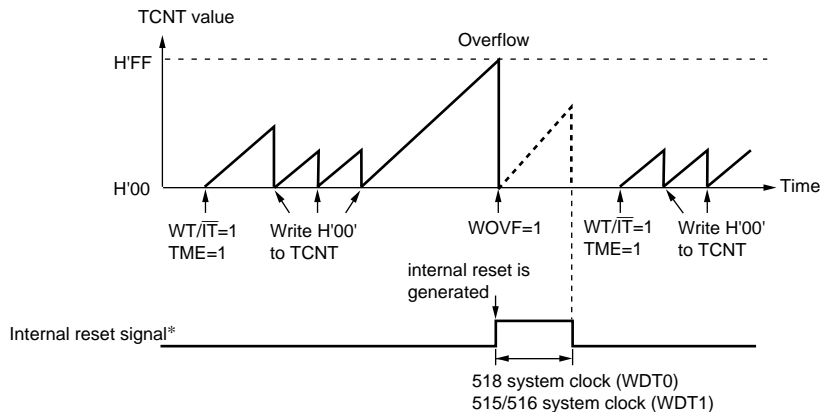 TCNT value
Overflow
H'FF
H'00
Time
WT/IT=1
TME=1
Write H'00'
to TCNT
WOVF=1
WT/IT=1
TME=1
Write H'00'
to TCNT
internal reset is
generated
Internal reset signal*
518 system clock (WDT0)
515/516 system clock (WDT1)